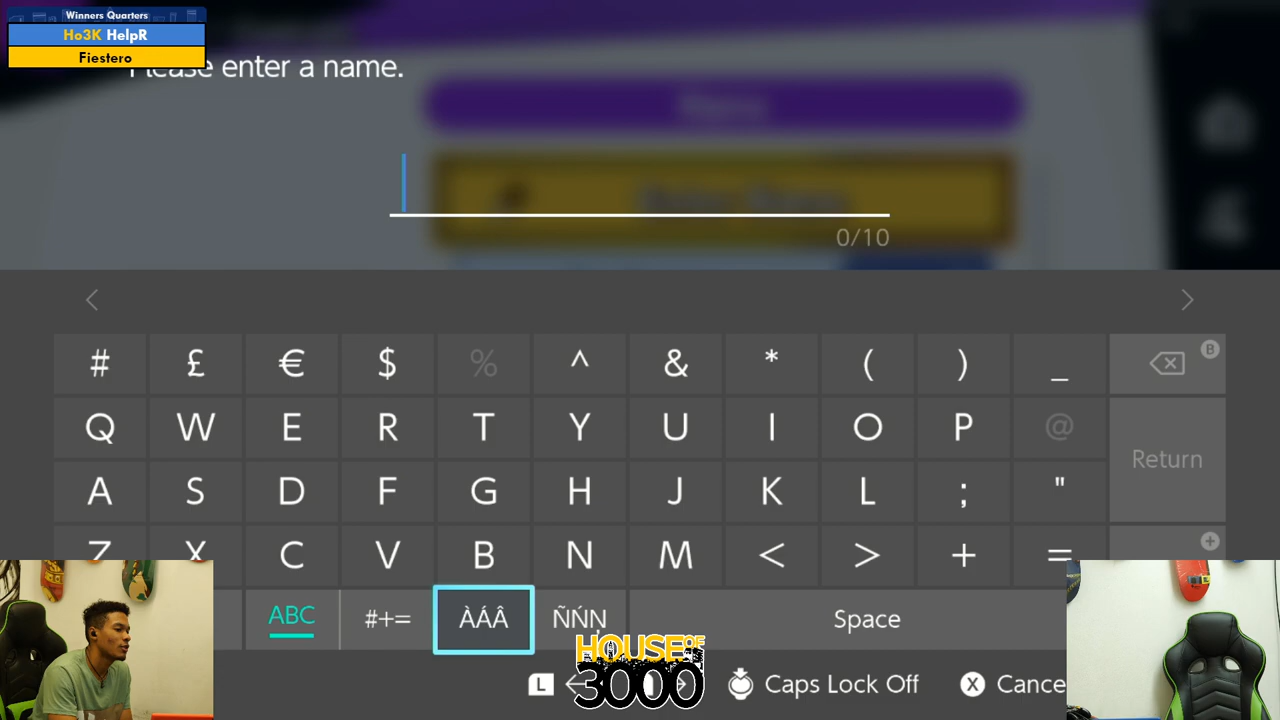 Winners Quarters
Ho3K HelpR
Fiestero
Please enter a name.
0/10
# £ € $ % ^ & * ( ) _ B
Q W E R T Y U I O P @
Return
A S D F G H J K L ; "
Z X C V B N M < > + = +
ABC #+= ÀÁÂ ÑŃŅ Space
HOUSE OF
3000
L Caps Lock Off X Cance